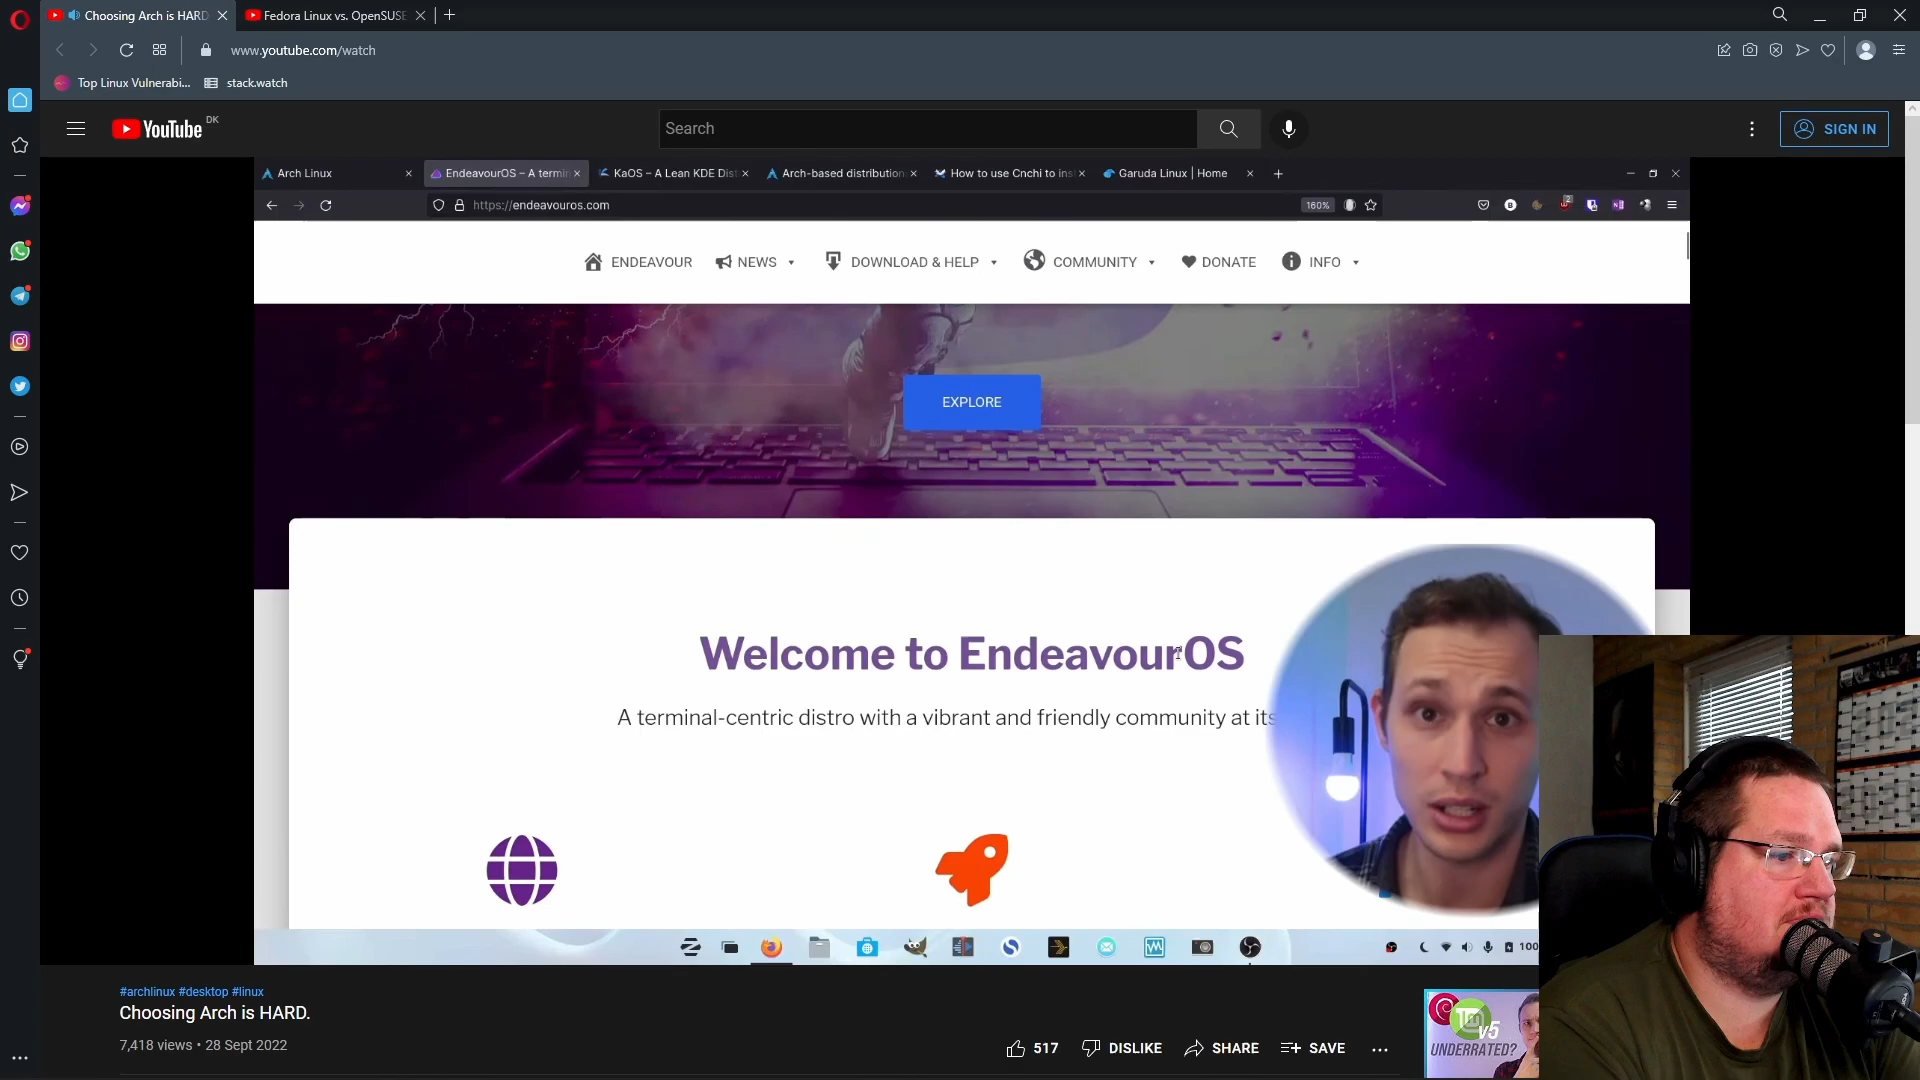 Choosing Arch is HARD
Fedora Linux vs. OpenSUSE
www.youtube.com/watch
Top Linux Vulnerabi...
stack.watch
YouTube DK
Search
SIGN IN
Arch Linux
EndeavourOS – A termin
KaOS – A Lean KDE Dist
Arch-based distribution
How to use Cnchi to ins
Garuda Linux | Home
https://endeavouros.com
160%
2
ENDEAVOUR
NEWS
DOWNLOAD & HELP
COMMUNITY
DONATE
INFO
EXPLORE
Welcome to EndeavourOS
A terminal-centric distro with a vibrant and friendly community at its
100
#archlinux #desktop #linux
Choosing Arch is HARD.
7,418 views • 28 Sept 2022
517
DISLIKE
SHARE
SAVE
v5
UNDERRATED?